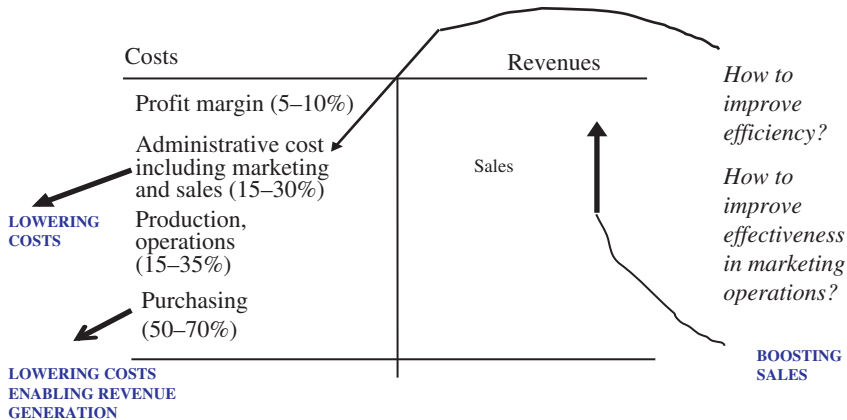 Costs
Revenues
Profit margin (5–10%)
Administrative cost
including marketing
and sales (15–30%)
Production,
operations
(15–35%)
Purchasing
(50–70%)
Sales
How to
improve
efficiency?
How to
improve
effectiveness
in marketing
operations?
LOWERING
COSTS
LOWERING COSTS
ENABLING REVENUE
GENERATION
BOOSTING
SALES